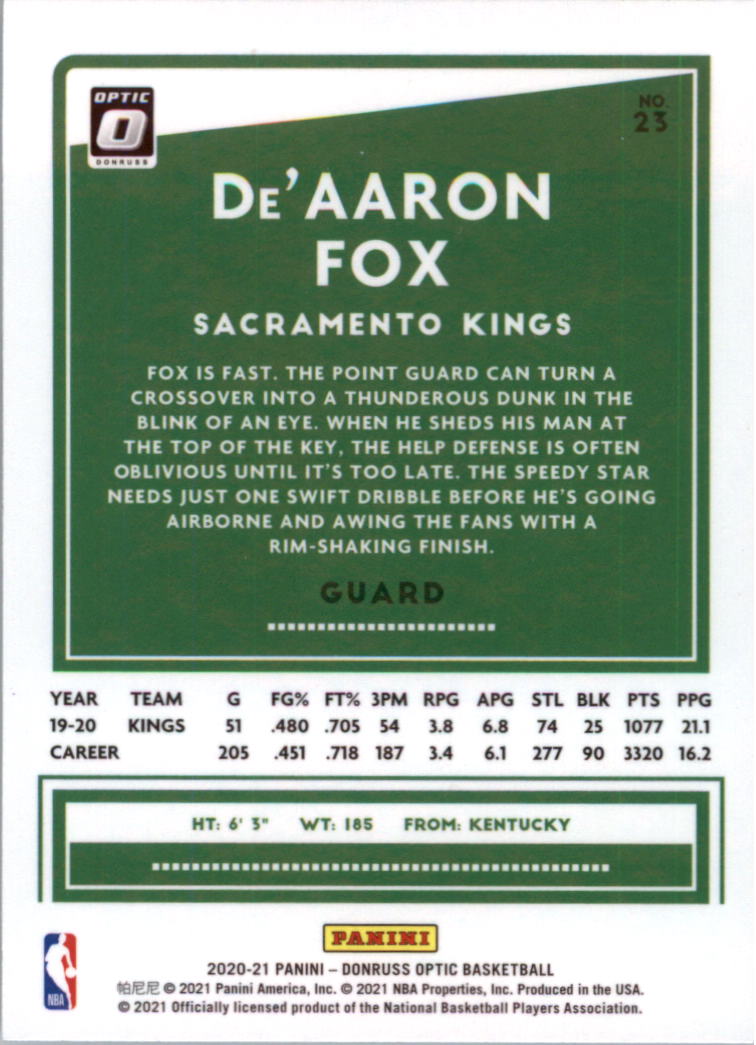 OPTIC
O
DONRUSS
NO.
23
De'AARON
FOX
SACRAMENTO KINGS
FOX IS FAST. THE POINT GUARD CAN TURN A
CROSSOVER INTO A THUNDEROUS DUNK IN THE
BLINK OF AN EYE. WHEN HE SHEDS HIS MAN AT
THE TOP OF THE KEY, THE HELP DEFENSE IS OFTEN
OBLIVIOUS UNTIL IT'S TOO LATE. THE SPEEDY STAR
NEEDS JUST ONE SWIFT DRIBBLE BEFORE HE'S GOING
AIRBORNE AND AWING THE FANS WITH A
RIM-SHAKING FINISH.
GUARD
YEAR TEAM G FG% FT% 3PM RPG APG STL BLK PTS PPG
19-20 KINGS 51 .480 .705 54 3.8 6.8 74 25 1077 21.1
CAREER 205 .451 .718 187 3.4 6.1 277 90 3320 16.2
HT: 6' 3" WT: 185 FROM: KENTUCKY
PANINI
NBA
2020-21 PANINI – DONRUSS OPTIC BASKETBALL
帕尼尼 © 2021 Panini America, Inc. © 2021 NBA Properties, Inc. Produced in the USA.
© 2021 Officially licensed product of the National Basketball Players Association.